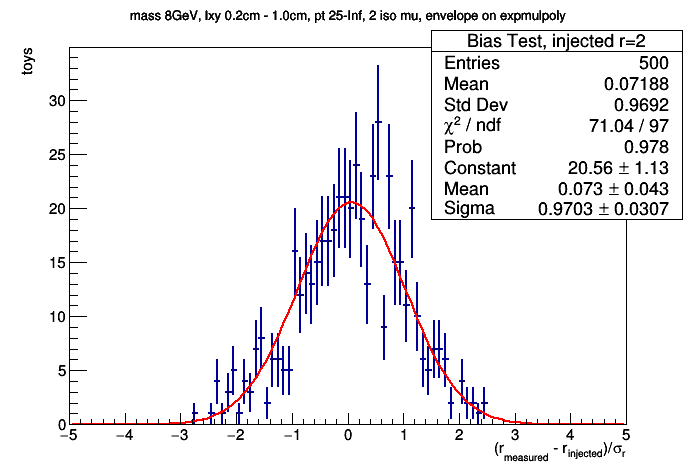 mass 8GeV, lxy 0.2cm - 1.0cm, pt 25-Inf, 2 iso mu, envelope on expmulpoly
toys
Bias Test, injected r=2
Entries 500
Mean 0.07188
Std Dev 0.9692
χ² / ndf 71.04 / 97
Prob 0.978
Constant 20.56 ± 1.13
Mean 0.073 ± 0.043
Sigma 0.9703 ± 0.0307
30
25
20
15
10
5
0
−5 −4 −3 −2 −1 0 1 2 3 4 5
(r_measured - r_injected)/σ_r